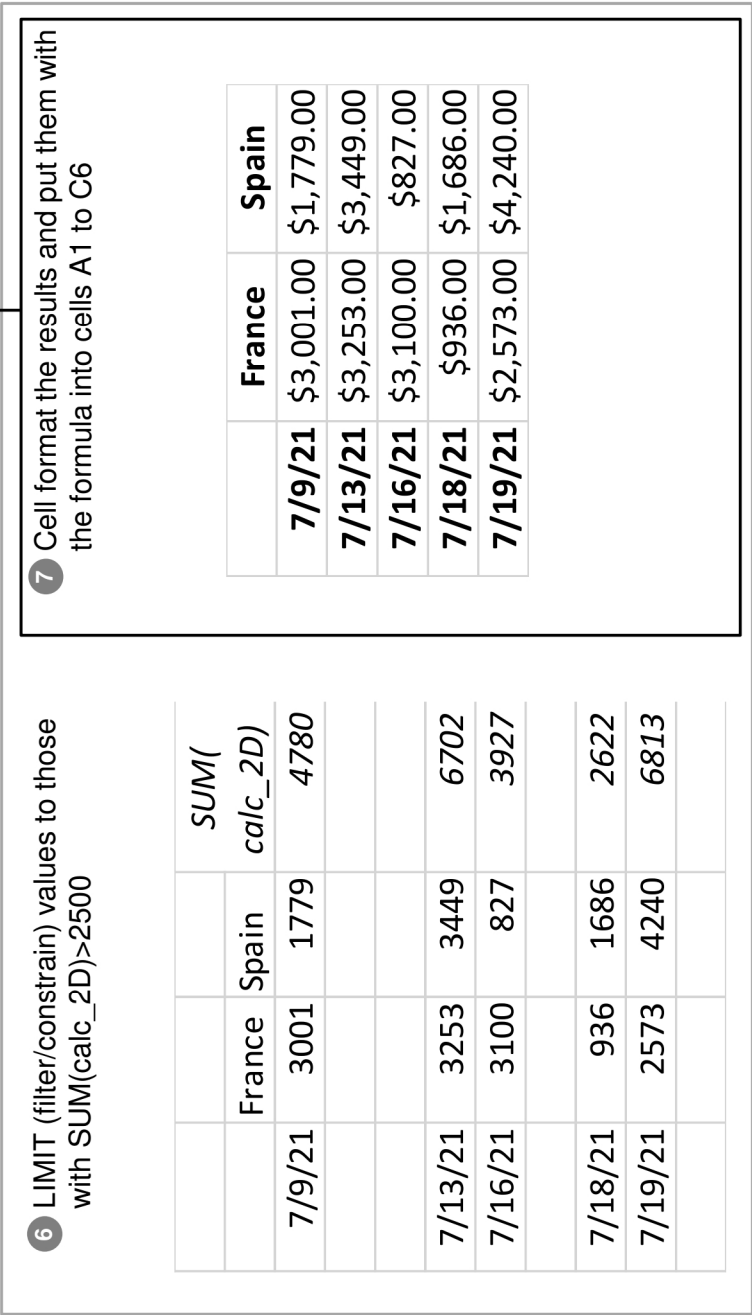 6 LIMIT (filter/constrain) values to those
with SUM(calc_2D)>2500
SUM(
France Spain calc_2D)
7/9/21 3001 1779 4780
7/13/21 3253 3449 6702
7/16/21 3100 827 3927
7/18/21 936 1686 2622
7/19/21 2573 4240 6813
7 Cell format the results and put them with
the formula into cells A1 to C6
France Spain
7/9/21 $3,001.00 $1,779.00
7/13/21 $3,253.00 $3,449.00
7/16/21 $3,100.00 $827.00
7/18/21 $936.00 $1,686.00
7/19/21 $2,573.00 $4,240.00